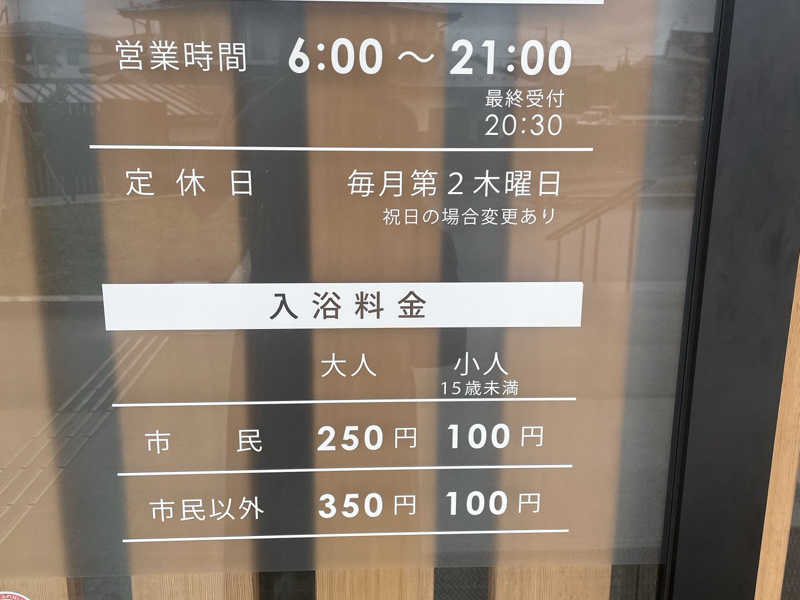 営業時間 6:00～21:00
最終受付
20:30
定休日 毎月第２木曜日
祝日の場合変更あり
入浴料金
大人 小人
15歳未満
市民 250円 100円
市民以外 350円 100円